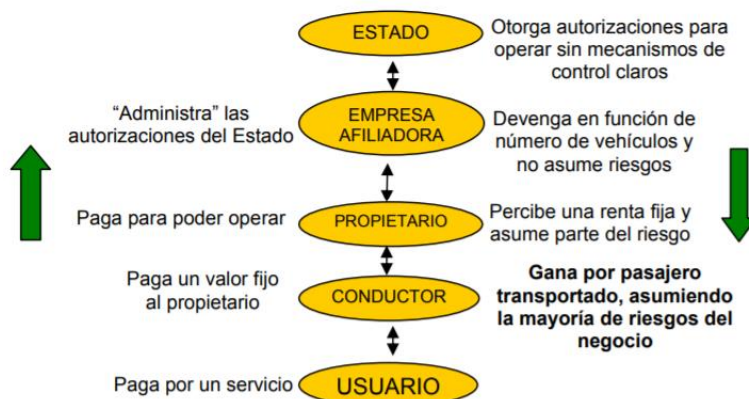 ESTADO
Otorga autorizaciones para
operar sin mecanismos de
control claros
“Administra” las
autorizaciones del Estado
EMPRESA
AFILIADORA
Devenga en función de
número de vehículos y
no asume riesgos
Paga para poder operar
PROPIETARIO
Percibe una renta fija y
asume parte del riesgo
Paga un valor fijo
al propietario
CONDUCTOR
Gana por pasajero
transportado, asumiendo
la mayoría de riesgos del
negocio
Paga por un servicio
USUARIO